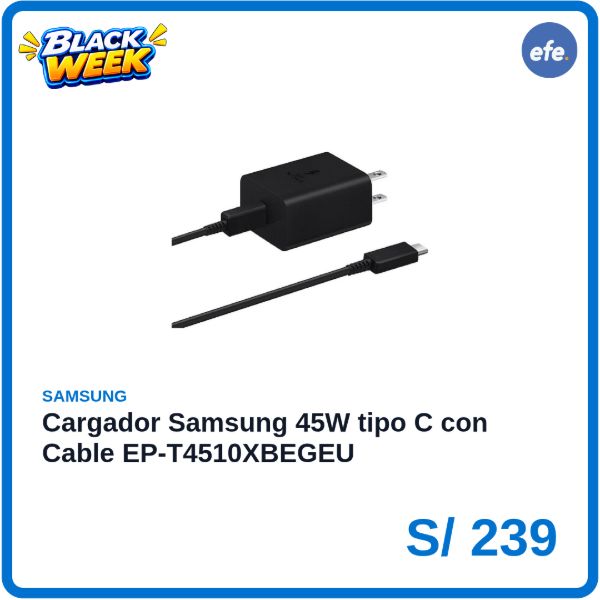 BLACK
WEEK
efe.
SAMSUNG
Cargador Samsung 45W tipo C con
Cable EP-T4510XBEGEU
S/ 239